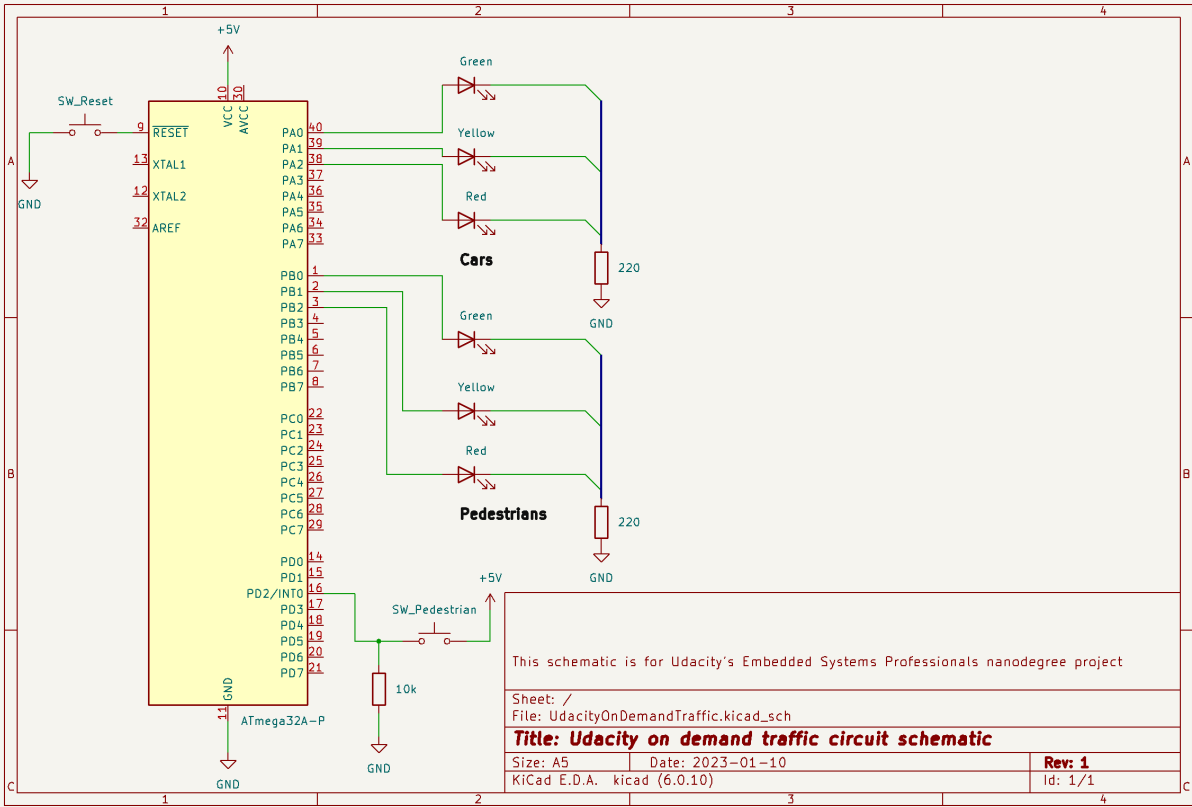 1 2 3 4
+5V
Green
SW_Reset
10 30
VCC AVCC
9 RESET
PA0 40
Yellow
PA1 39
13 XTAL1
PA2 38
A A
PA3 37
12 XTAL2
PA4 36
Red
GND
PA5 35
32 AREF
PA6 34
PA7 33
Cars
220
PB0 1
PB1 2
PB2 3
Green
GND
PB3 4
PB4 5
PB5 6
PB6 7
PB7 8
Yellow
PC0 22
PC1 23
PC2 24
Red
PC3 25
B B
PC4 26
PC5 27
PC6 28
Pedestrians
PC7 29
220
PD0 14
PD1 15
+5V
GND
PD2/INT0 16
PD3 17
SW_Pedestrian
PD4 18
PD5 19
PD6 20
PD7 21
This schematic is for Udacity's Embedded Systems Professionals nanodegree project
GND
10k
11
ATmega32A-P
Sheet: /
File: UdacityOnDemandTraffic.kicad_sch
Title: Udacity on demand traffic circuit schematic
Size: A5 Date: 2023-01-10 Rev: 1
GND
KiCad E.D.A. kicad (6.0.10) Id: 1/1
GND
C C
1 2 3 4